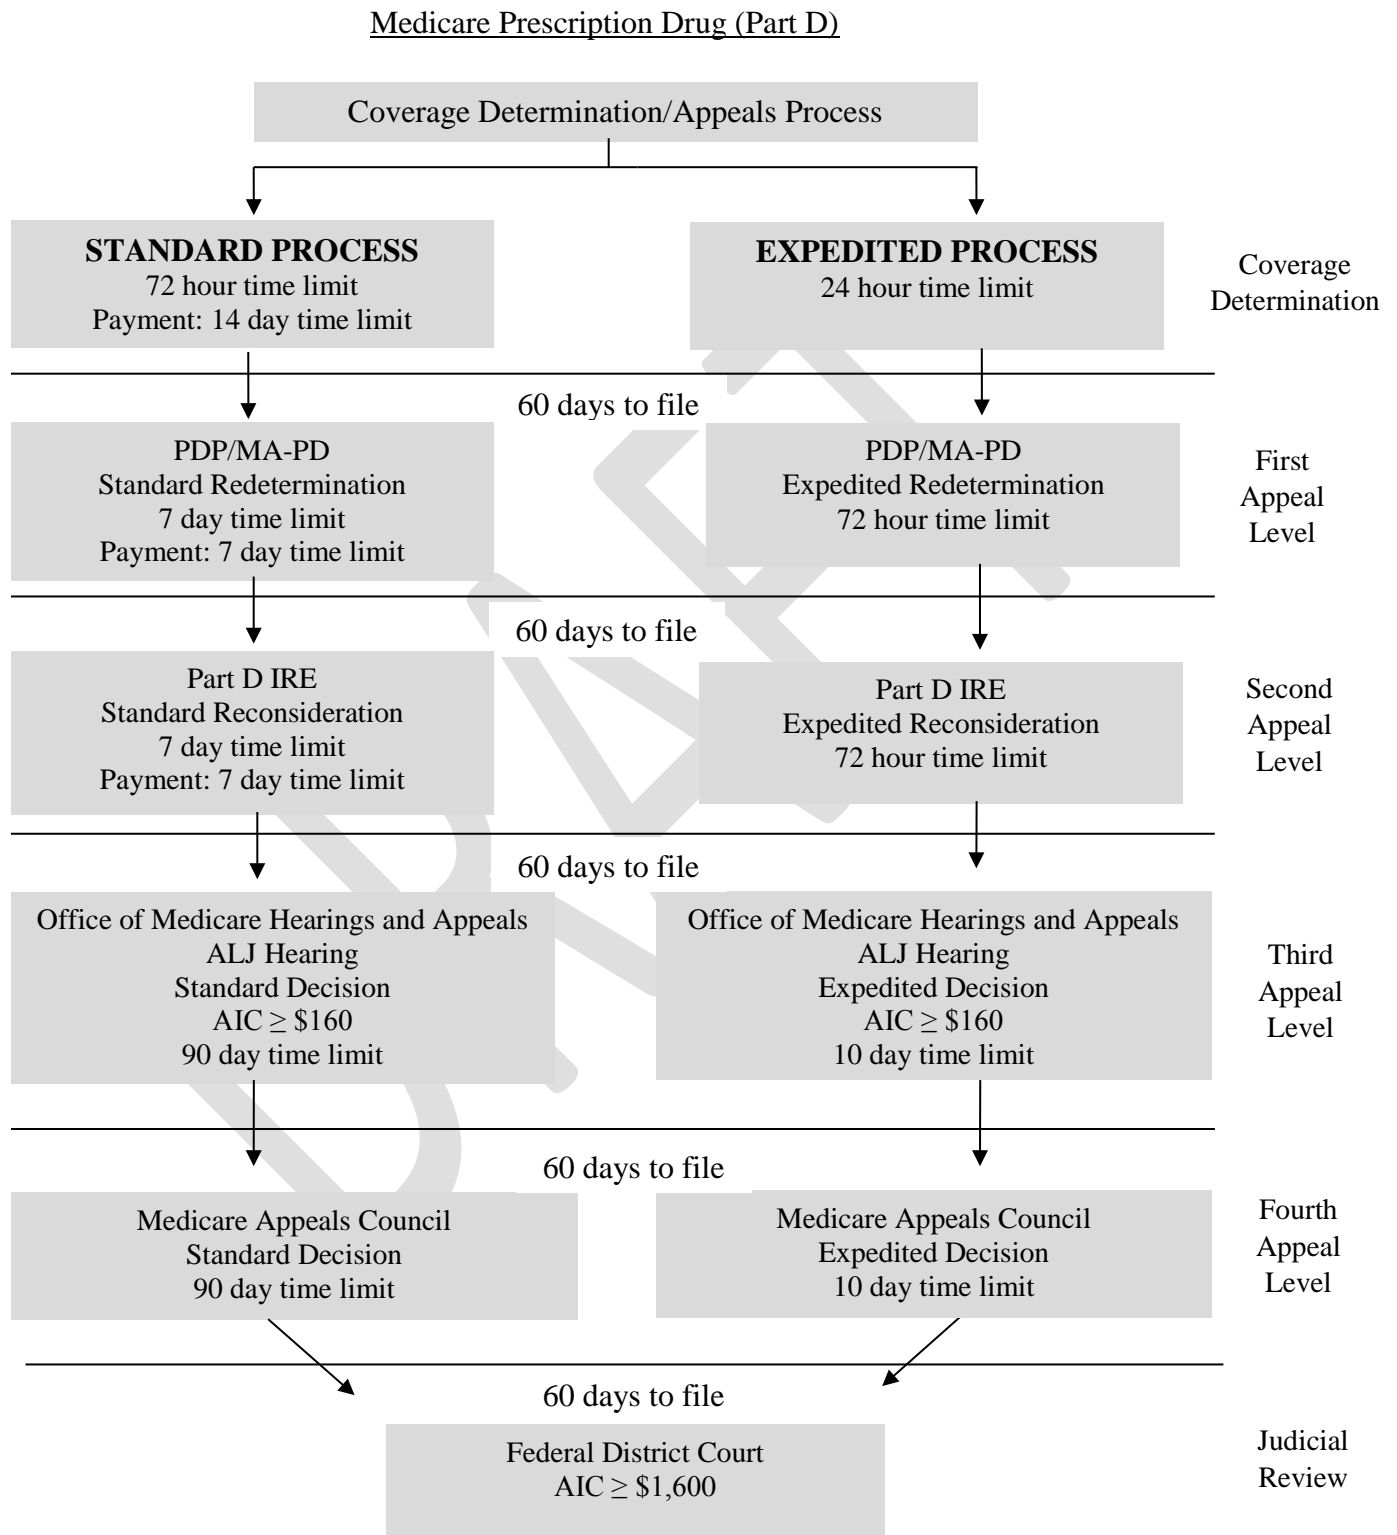 Medicare Prescription Drug (Part D)
Coverage Determination/Appeals Process
STANDARD PROCESS
72 hour time limit
Payment: 14 day time limit
EXPEDITED PROCESS
24 hour time limit
Coverage
Determination
60 days to file
PDP/MA-PD
Standard Redetermination
7 day time limit
Payment: 7 day time limit
PDP/MA-PD
Expedited Redetermination
72 hour time limit
First
Appeal
Level
60 days to file
Part D IRE
Standard Reconsideration
7 day time limit
Payment: 7 day time limit
Part D IRE
Expedited Reconsideration
72 hour time limit
Second
Appeal
Level
60 days to file
Office of Medicare Hearings and Appeals
ALJ Hearing
Standard Decision
AIC ≥ $160
90 day time limit
Office of Medicare Hearings and Appeals
ALJ Hearing
Expedited Decision
AIC ≥ $160
10 day time limit
Third
Appeal
Level
60 days to file
Medicare Appeals Council
Standard Decision
90 day time limit
Medicare Appeals Council
Expedited Decision
10 day time limit
Fourth
Appeal
Level
60 days to file
Federal District Court
AIC ≥ $1,600
Judicial
Review
DRAFT